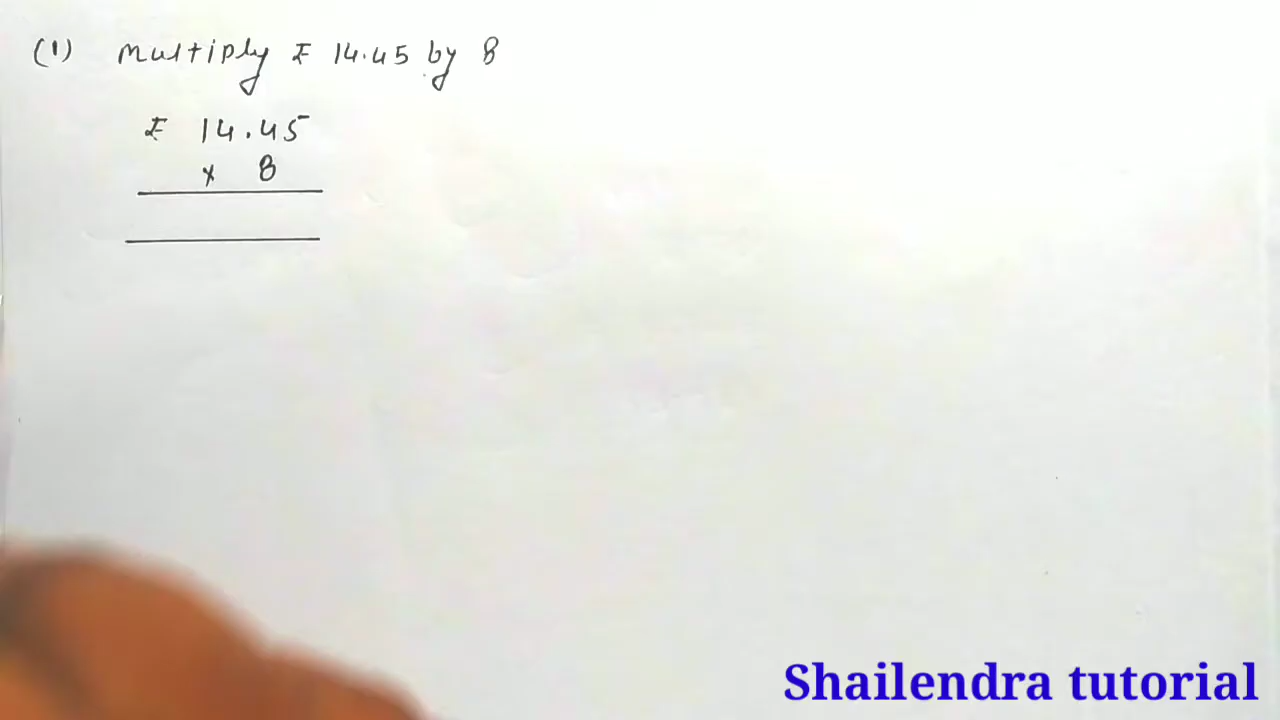 (1) Multiply ₹ 14.45 by 8
₹ 14.45
x 8
Shailendra tutorial